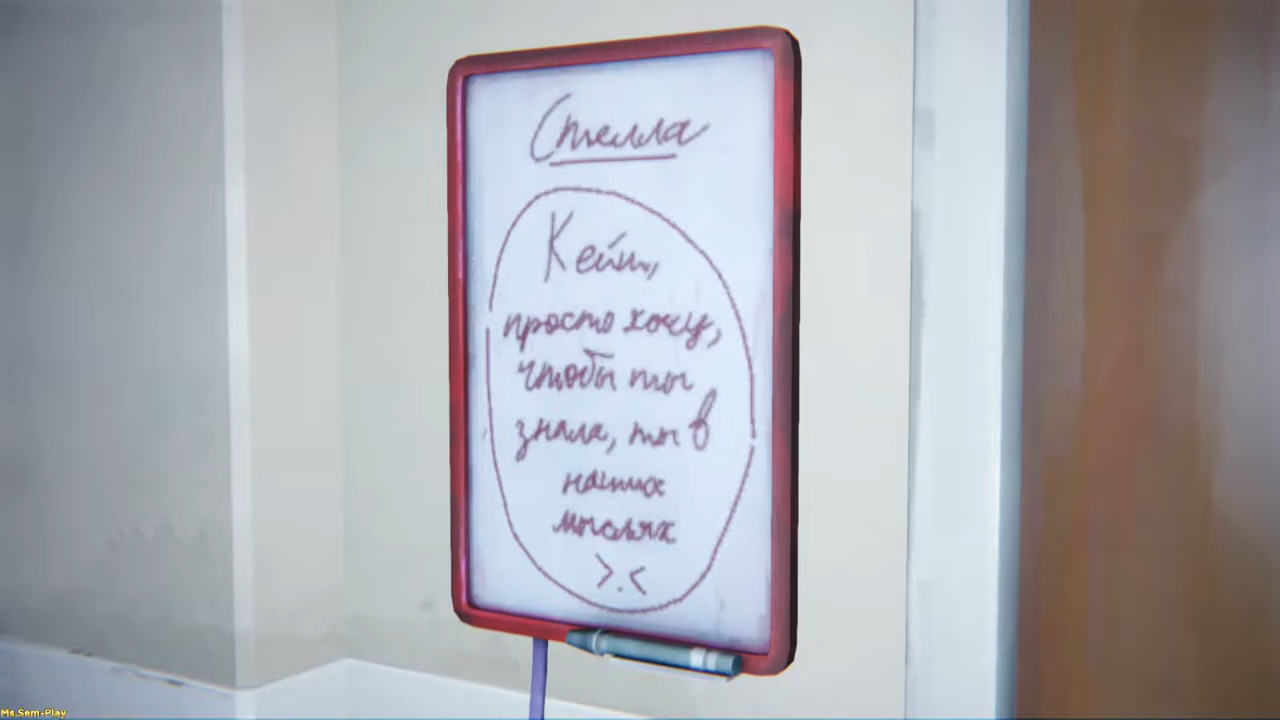 Стелла
Кейт,
просто хочу,
чтобы ты
знала, ты в
наших
мыслях
>.<
Ms.Sem-Play